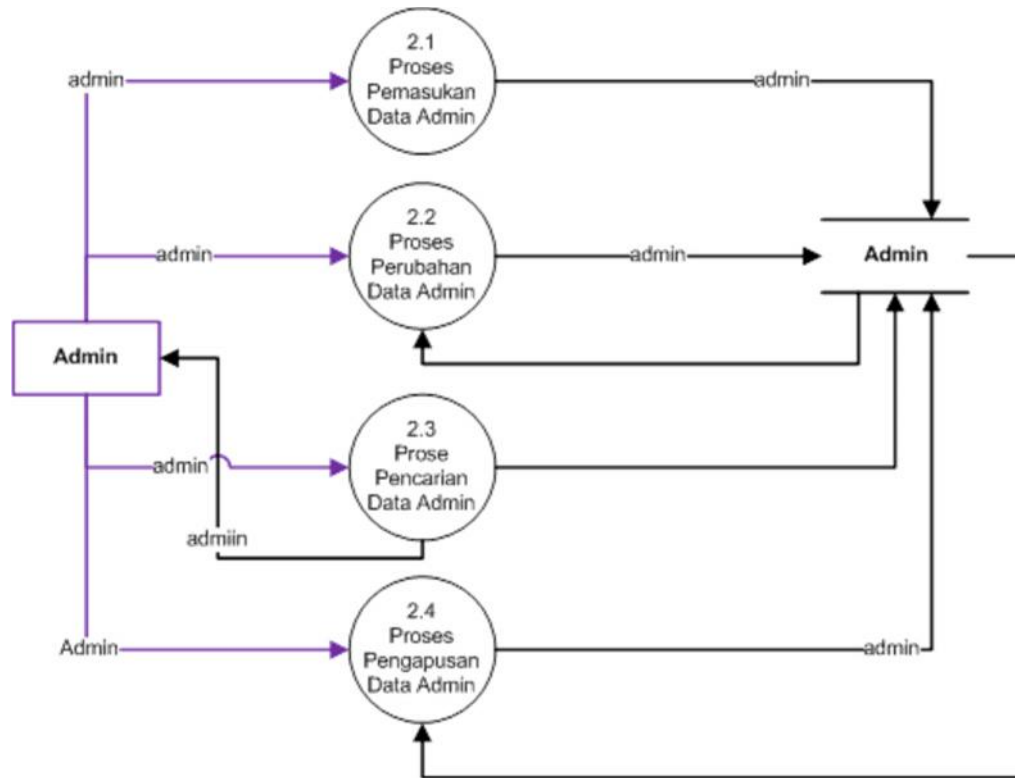 2.1
Proses
Pemasukan
Data Admin
admin
admin
2.2
Proses
Perubahan
Data Admin
admin
admin
Admin
Admin
2.3
Prose
Pencarian
Data Admin
admin
admiin
2.4
Proses
Pengapusan
Data Admin
Admin
admin